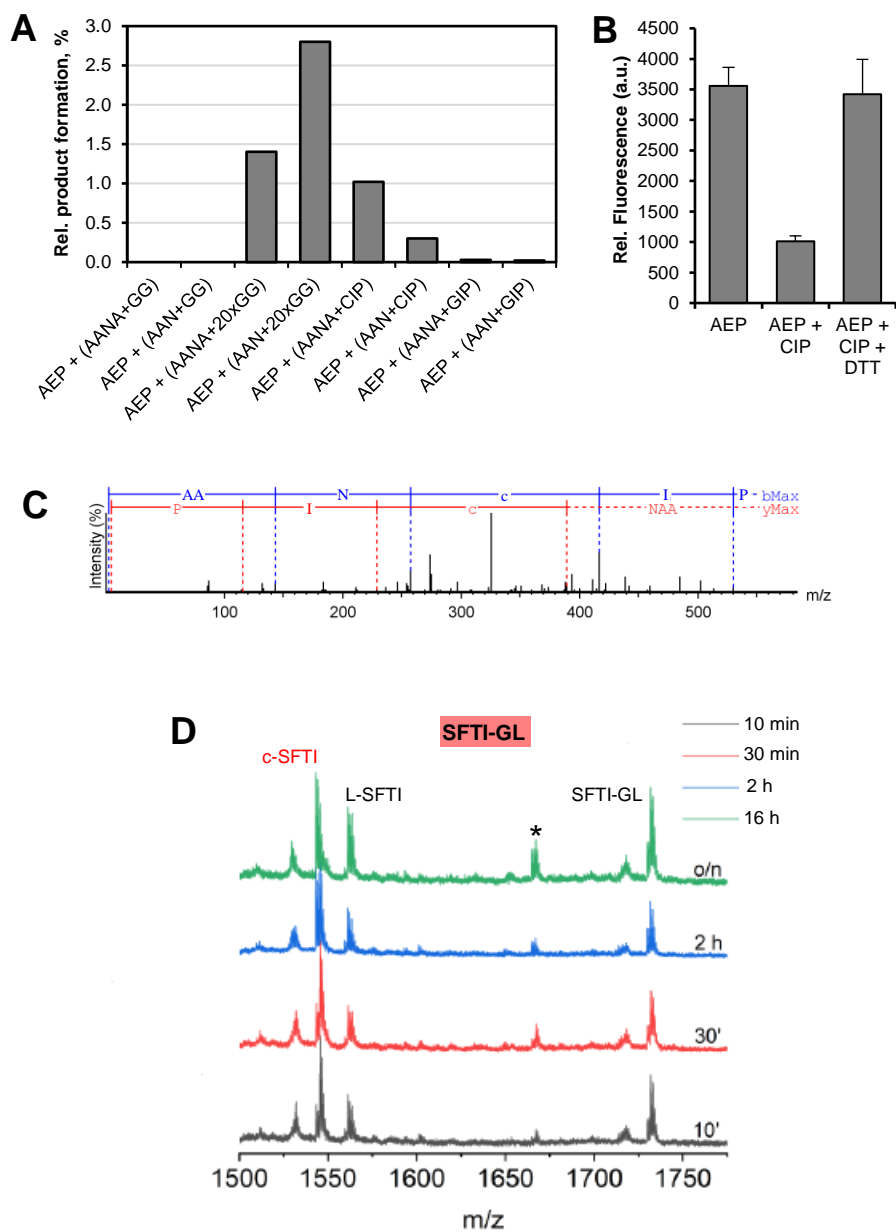 A
Rel. product formation, %
3.0
2.5
2.0
1.5
1.0
0.5
0.0
AEP + (AANA+GG)
AEP + (AAN+GG)
AEP + (AANA+20xGG)
AEP + (AAN+20xGG)
AEP + (AANA+CIP)
AEP + (AAN+CIP)
AEP + (AANA+GIP)
AEP + (AAN+GIP)
B
Rel. Fluorescence (a.u.)
4500
4000
3500
3000
2500
2000
1500
1000
500
0
AEP
AEP +
CIP
AEP +
CIP +
DTT
C
AA N c I P bMax
P I c NAA yMax
Intensity (%)
100 200 300 400 500 m/z
D
SFTI-GL
10 min
30 min
2 h
16 h
c-SFTI
L-SFTI
*
SFTI-GL
o/n
2 h
30'
10'
1500 1550 1600 1650 1700 1750
m/z